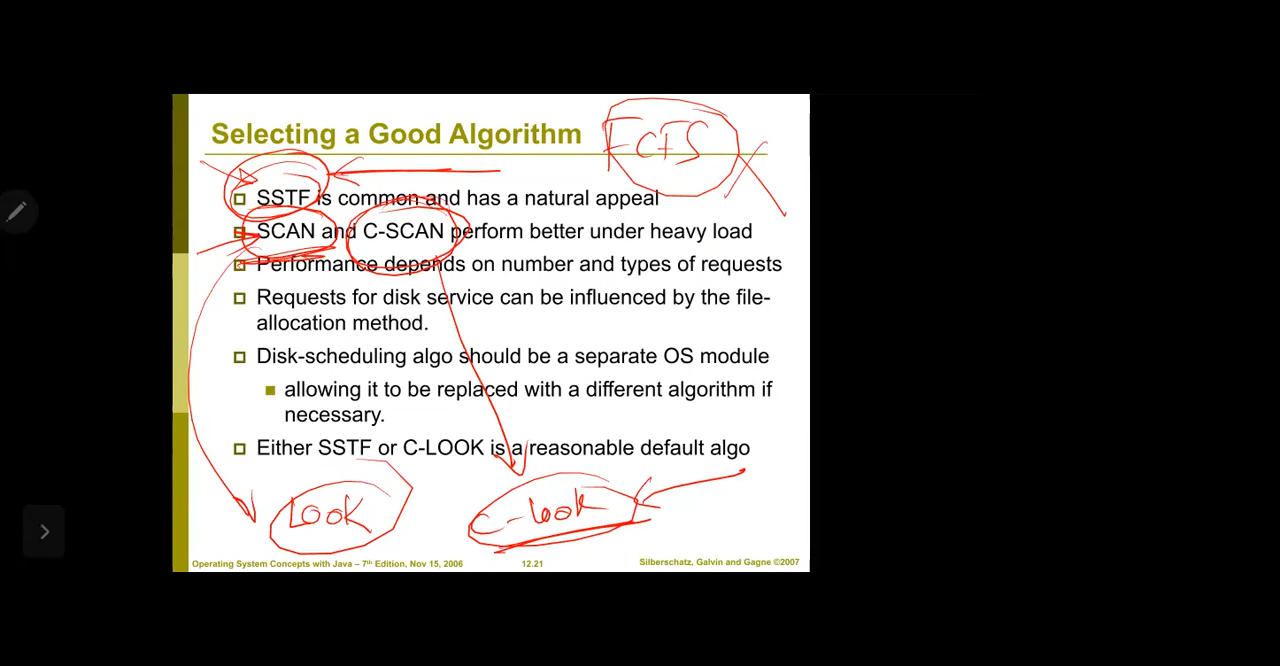 Selecting a Good Algorithm
FCFS
SSTF is common and has a natural appeal
SCAN and C-SCAN perform better under heavy load
Performance depends on number and types of requests
Requests for disk service can be influenced by the file-
allocation method.
Disk-scheduling algo should be a separate OS module
allowing it to be replaced with a different algorithm if
necessary.
Either SSTF or C-LOOK is a reasonable default algo
LOOK
C-look
Operating System Concepts with Java – 7th Edition, Nov 15, 2006
12.21
Silberschatz, Galvin and Gagne ©2007